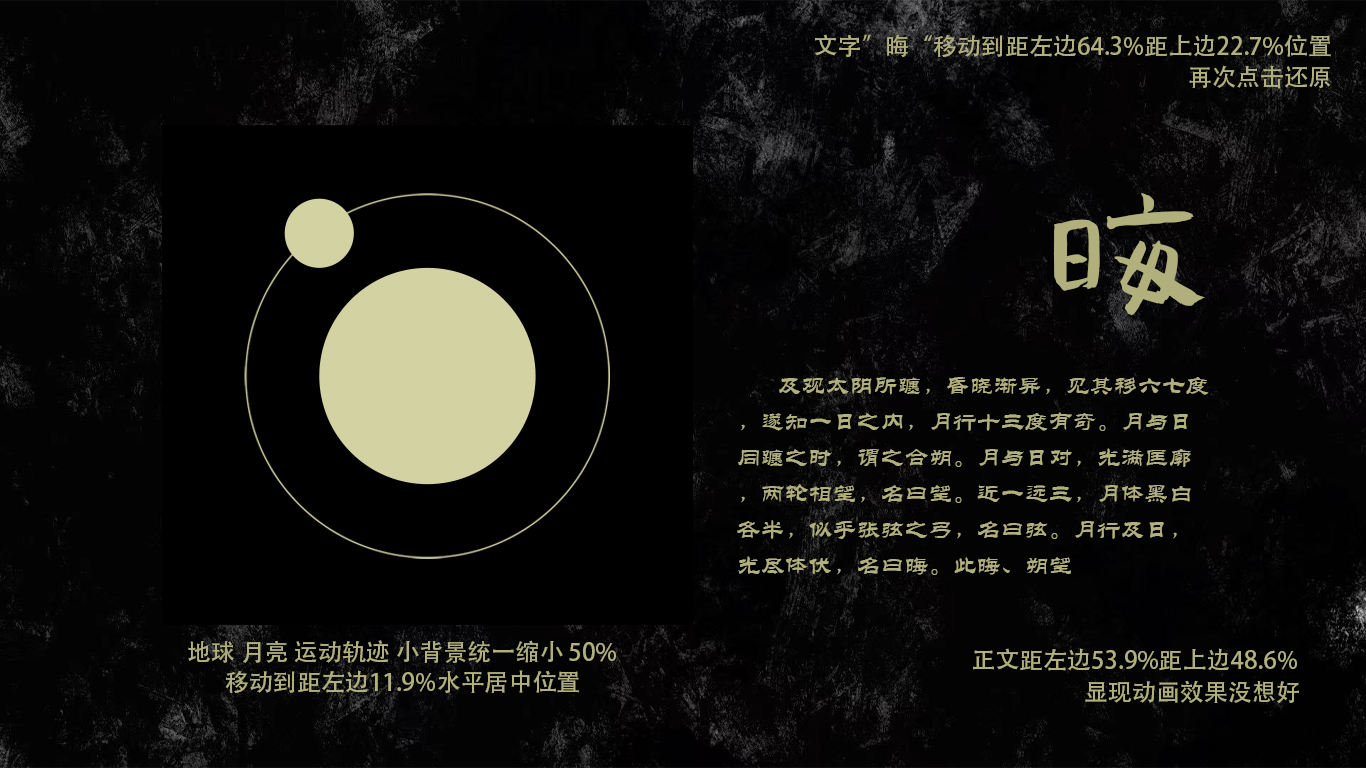 文字”晦“移动到距左边64.3%距上边22.7%位置
再次点击还原
晦
及观太阴所躔，昏晓渐异，见其移六七度
，遂知一日之内，月行十三度有奇。月与日
同躔之时，谓之合朔。月与日对，光满匡廓
，两轮相望，名曰望。近一远三，月体黑白
各半，似乎张弦之弓，名曰弦。月行及日，
光尽体伏，名曰晦。此晦、朔望
地球 月亮 运动轨迹 小背景统一缩小 50%
移动到距左边11.9%水平居中位置
正文距左边53.9%距上边48.6%
显现动画效果没想好